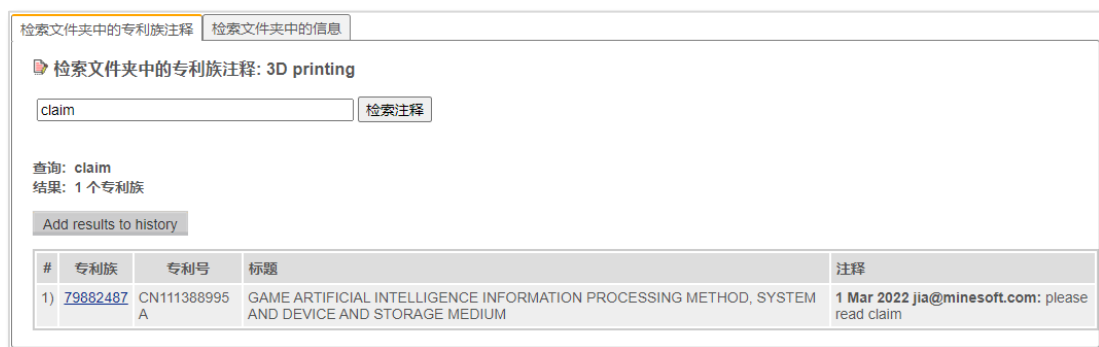 检索文件夹中的专利族注释 检索文件夹中的信息
检索文件夹中的专利族注释: 3D printing
claim 检索注释
查询: claim
结果: 1 个专利族
Add results to history
# 专利族 专利号 标题 注释
1) 79882487 CN111388995 GAME ARTIFICIAL INTELLIGENCE INFORMATION PROCESSING METHOD, SYSTEM 1 Mar 2022 jia@minesoft.com: please
A AND DEVICE AND STORAGE MEDIUM read claim